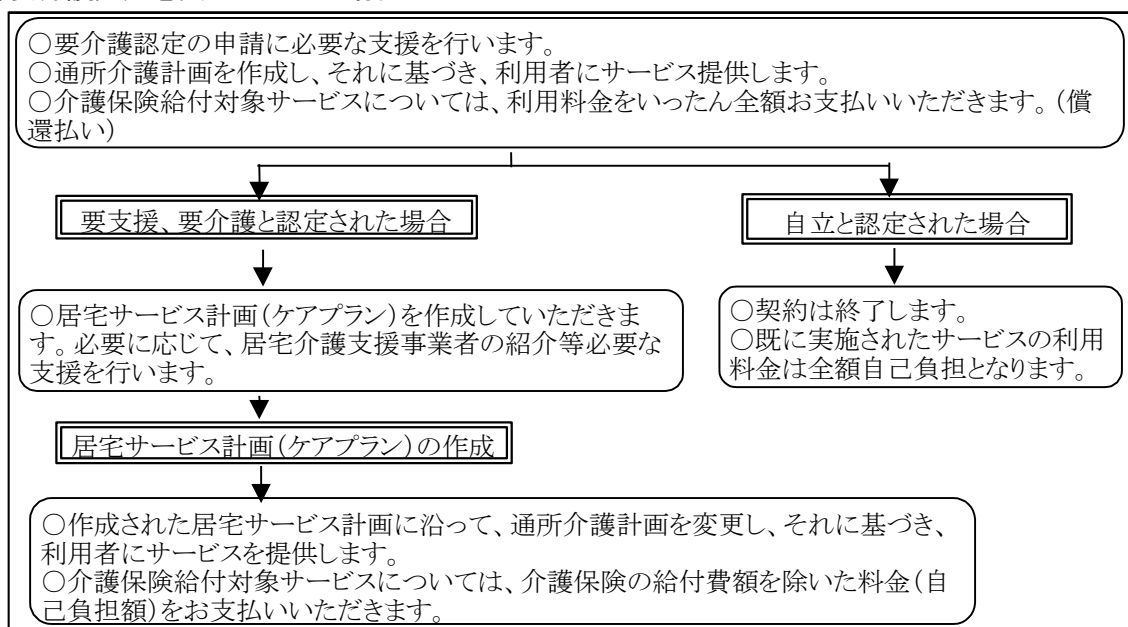 ○要介護認定の申請に必要な支援を行います。
○通所介護計画を作成し、それに基づき、利用者にサービス提供します。
○介護保険給付対象サービスについては、利用料金をいったん全額お支払いいただきます。(償
還払い)
要支援、要介護と認定された場合
自立と認定された場合
○居宅サービス計画(ケアプラン)を作成していただきま
す。必要に応じて、居宅介護支援事業者の紹介等必要な
支援を行います。
○契約は終了します。
○既に実施されたサービスの利用
料金は全額自己負担となります。
居宅サービス計画(ケアプラン)の作成
○作成された居宅サービス計画に沿って、通所介護計画を変更し、それに基づき、
利用者にサービスを提供します。
○介護保険給付対象サービスについては、介護保険の給付費額を除いた料金(自
己負担額)をお支払いいただきます。